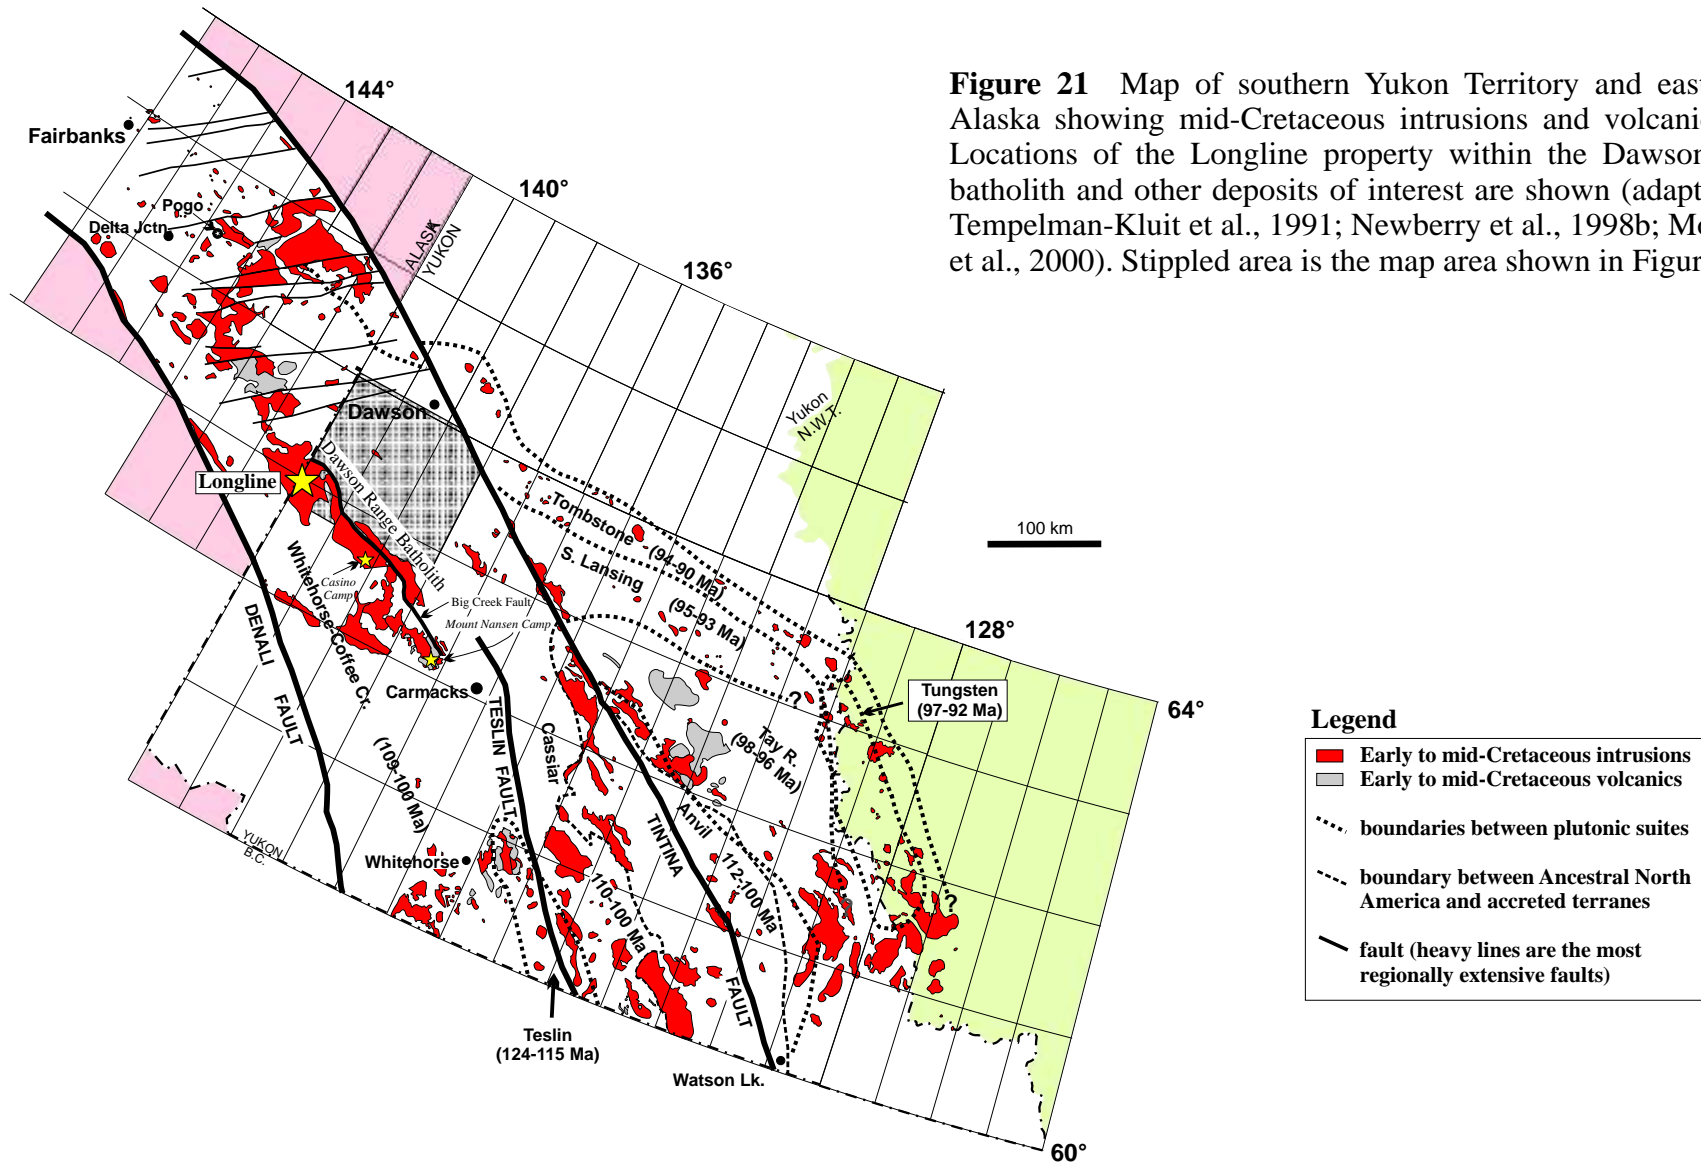 Figure 21 Map of southern Yukon Territory and east
Alaska showing mid-Cretaceous intrusions and volcani
Locations of the Longline property within the Dawson
batholith and other deposits of interest are shown (adapt
Tempelman-Kluit et al., 1991; Newberry et al., 1998b; Mo
et al., 2000). Stippled area is the map area shown in Figur
144°
Fairbanks
140°
Pogo
Delta Jctn.
ALASK
YUKON
136°
Dawson
Yukon
N.W.T.
Longline
Dawson Range Batholith
Tombstone (94-90 Ma)
S. Lansing
(95-93 Ma)
100 km
Casino
Camp
Whitehorse-Coffee Cr.
(109-100 Ma)
Big Creek Fault
Mount Nansen Camp
DENALI
FAULT
128°
Carmacks
?
Tungsten
(97-92 Ma)
64°
TESLIN FAULT
Cassiar
110-100 Ma
Tay R.
(98-96 Ma)
Anvil
112-100 Ma
TINTINA
FAULT
YUKON
B.C.
Whitehorse
?
?
Teslin
(124-115 Ma)
Watson Lk.
60°
Legend
Early to mid-Cretaceous intrusions
Early to mid-Cretaceous volcanics
boundaries between plutonic suites
boundary between Ancestral North
America and accreted terranes
fault (heavy lines are the most
regionally extensive faults)